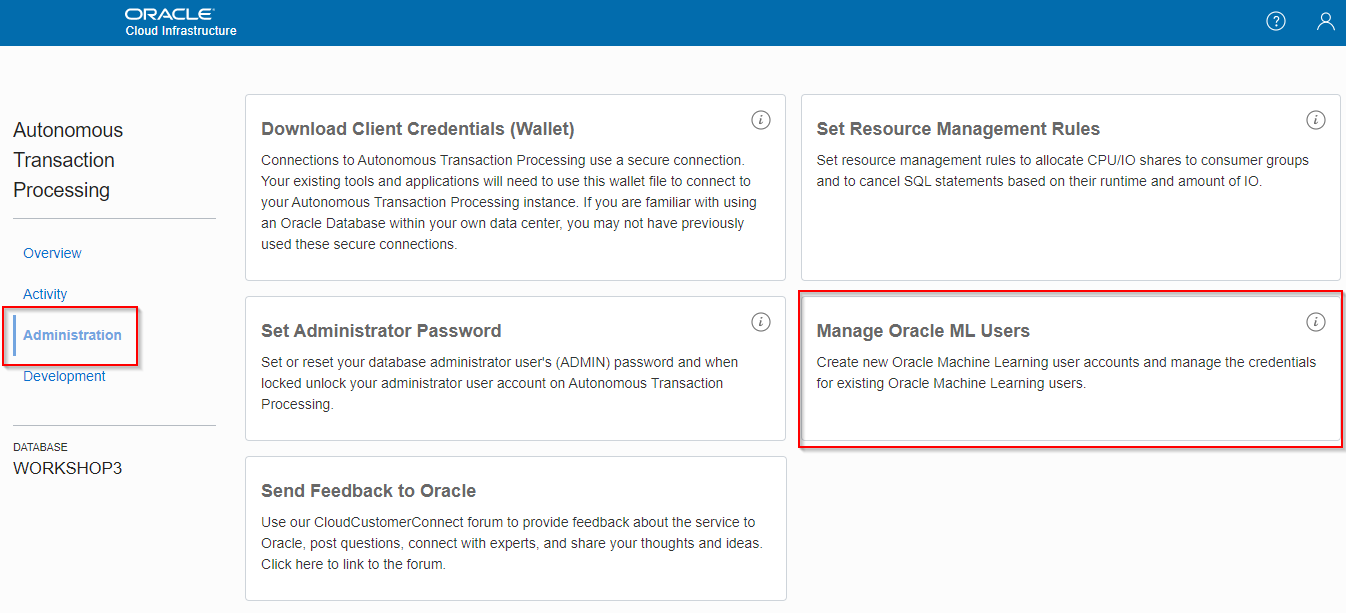 ORACLE
Cloud Infrastructure
Autonomous
Transaction
Processing
Overview
Activity
Administration
Development
DATABASE
WORKSHOP3
Download Client Credentials (Wallet)
Connections to Autonomous Transaction Processing use a secure connection.
Your existing tools and applications will need to use this wallet file to connect to
your Autonomous Transaction Processing instance. If you are familiar with using
an Oracle Database within your own data center, you may not have previously
used these secure connections.
Set Resource Management Rules
Set resource management rules to allocate CPU/IO shares to consumer groups
and to cancel SQL statements based on their runtime and amount of IO.
Set Administrator Password
Set or reset your database administrator user's (ADMIN) password and when
locked unlock your administrator user account on Autonomous Transaction
Processing.
Manage Oracle ML Users
Create new Oracle Machine Learning user accounts and manage the credentials
for existing Oracle Machine Learning users.
Send Feedback to Oracle
Use our CloudCustomerConnect forum to provide feedback about the service to
Oracle, post questions, connect with experts, and share your thoughts and ideas.
Click here to link to the forum.